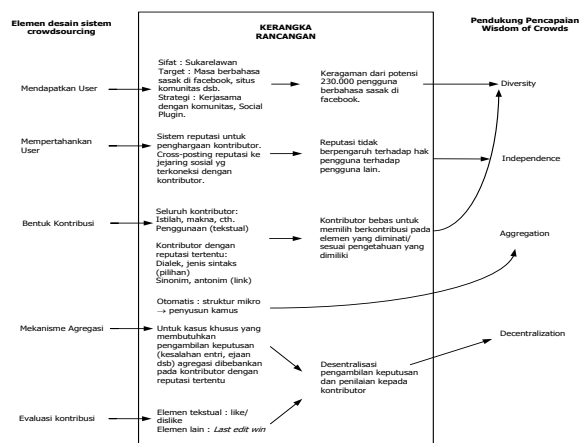 Elemen desain sistem
crowdsourcing
KERANGKA
RANCANGAN
Pendukung Pencapaian
Wisdom of Crowds
Mendapatkan User
Sifat : Sukarelawan
Target : Masa berbahasa
sasak di facebook, situs
komunitas dsb.
Strategi : Kerjasama
dengan komunitas, Social
Plugin.
Keragaman dari potensi
230.000 pengguna
berbahasa sasak di
facebook.
Diversity
Mempertahankan
User
Sistem reputasi untuk
penghargaan kontributor.
Cross-posting reputasi ke
jejaring sosial yg
terkoneksi dengan
kontributor.
Reputasi tidak
berpengaruh terhadap hak
pengguna terhadap
pengguna lain.
Independence
Bentuk Kontribusi
Seluruh kontributor:
Istilah, makna, cth.
Penggunaan (tekstual)
Kontributor dengan
reputasi tertentu:
Dialek, jenis sintaks
(pilihan)
Sinonim, antonim (link)
Kontributor bebas untuk
memilih berkontribusi pada
elemen yang diminati/
sesuai pengetahuan yang
dimiliki
Aggregation
Otomatis : struktur mikro
→ penyusun kamus
Mekanisme Agregasi
Untuk kasus khusus yang
membutuhkan
pengambilan keputusan
(kesalahan entri, ejaan
dsb) agregasi dibebankan
pada kontributor dengan
reputasi tertentu
Desentralisasi
pengambilan keputusan
dan penilaian kepada
kontributor
Decentralization
Evaluasi kontribusi
Elemen tekstual : like/
dislike
Elemen lain : Last edit win